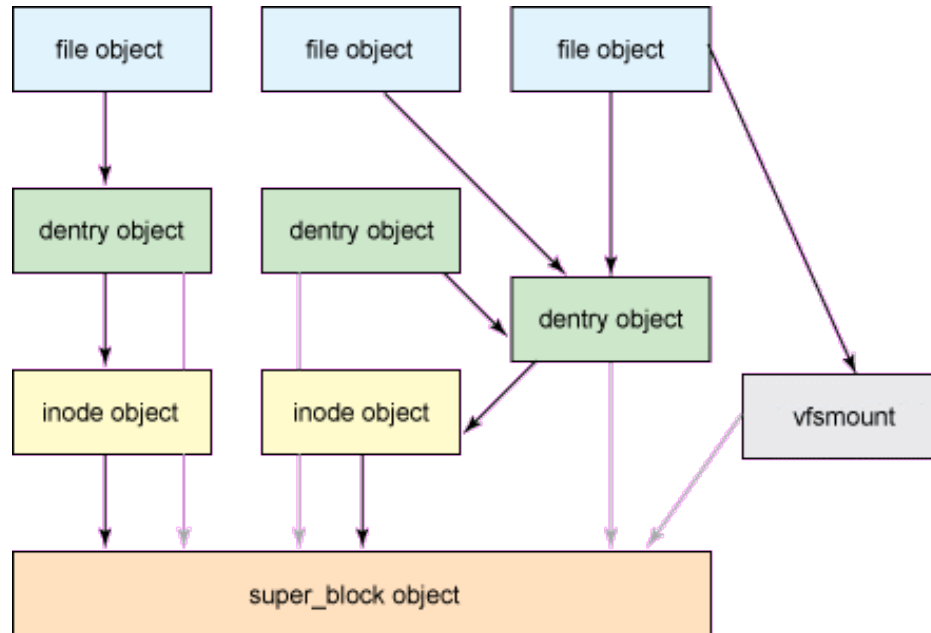 file object
file object
file object
dentry object
dentry object
dentry object
inode object
inode object
vfsmount
super_block object